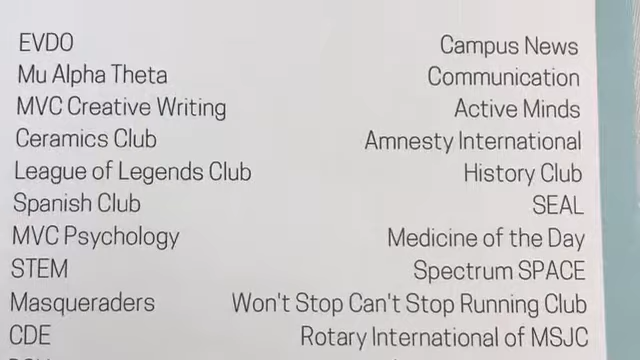 EVDO
Mu Alpha Theta
MVC Creative Writing
Ceramics Club
League of Legends Club
Spanish Club
MVC Psychology
STEM
Masqueraders
CDE
Campus News
Communication
Active Minds
Amnesty International
History Club
SEAL
Medicine of the Day
Spectrum SPACE
Won't Stop Can't Stop Running Club
Rotary International of MSJC